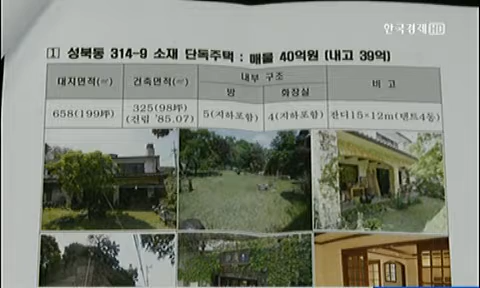 한국경제 HD
1 성북동 314-9 소재 단독주택 : 매물 40억원 (내고 39억)
대지면적(㎡) 건축면적(㎡) 내부 구조 비 고
방 화장실
658(199坪) 325(98坪) 5(지하포함) 4(지하포함) 잔디15×12m(텐트4동)
(건립 '85.07)